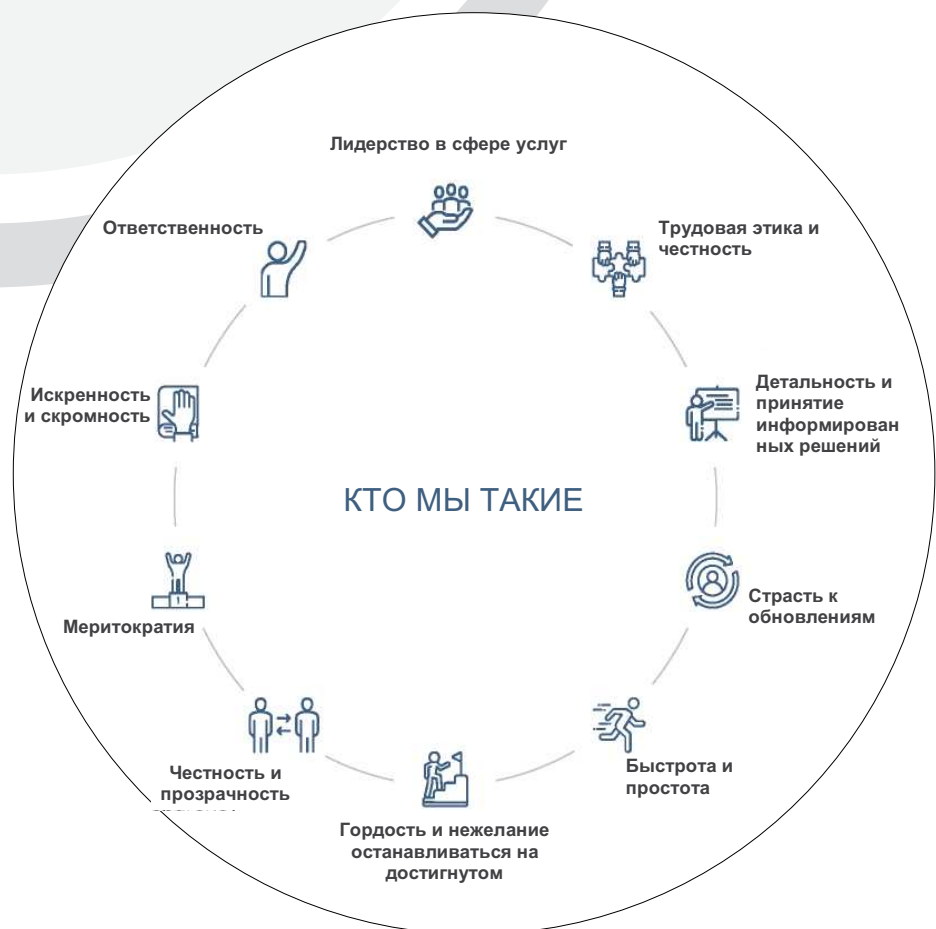 Лидерство в сфере услуг
Трудовая этика и
честность
Детальность и
принятие
информирован
ных решений
Страсть к
обновлениям
Быстрота и
простота
Гордость и нежелание
останавливаться на
достигнутом
Честность и
прозрачность
Меритократия
Искренность
и скромность
Ответственность
КТО МЫ ТАКИЕ